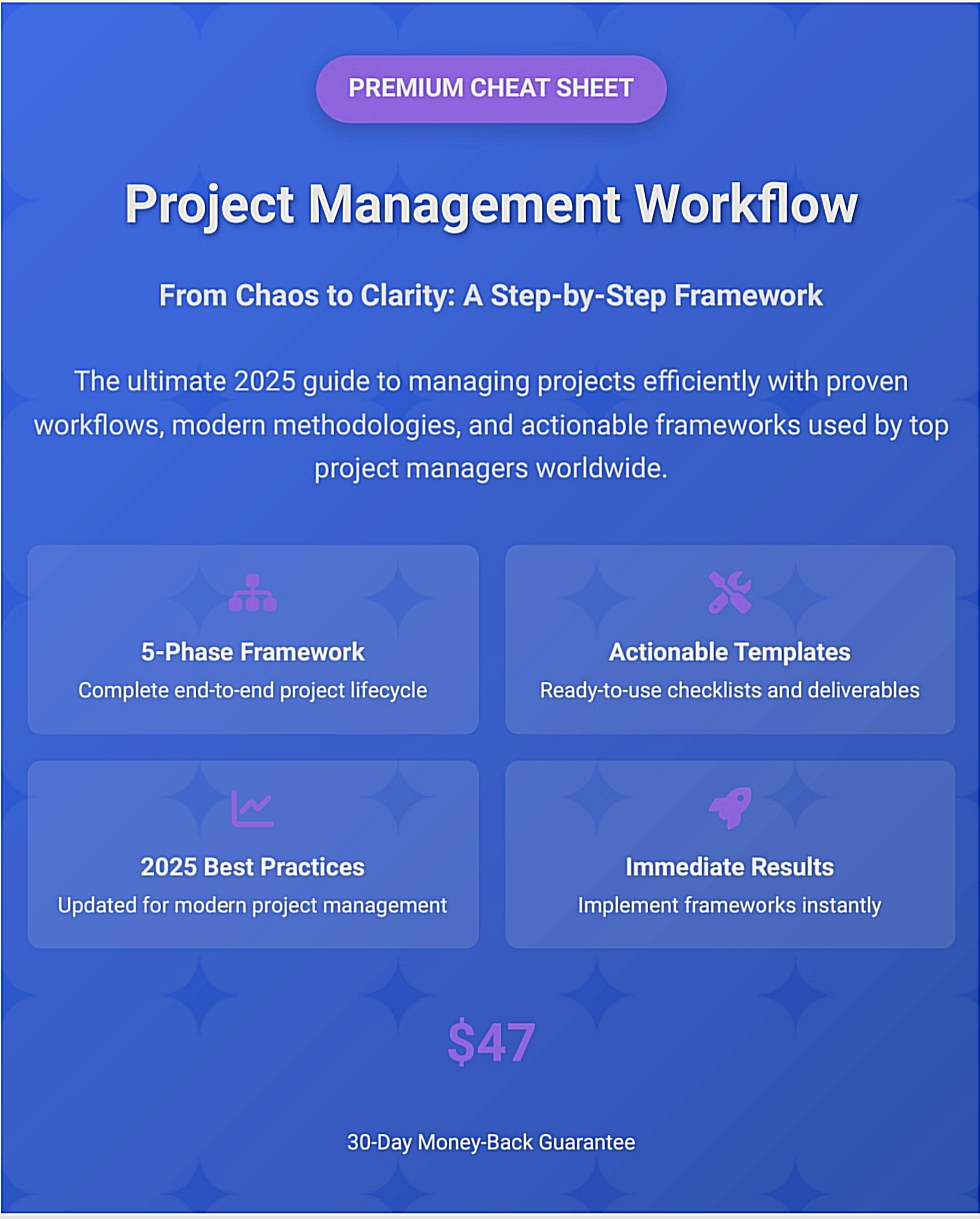 PREMIUM CHEAT SHEET
Project Management Workflow
From Chaos to Clarity: A Step-by-Step Framework
The ultimate 2025 guide to managing projects efficiently with proven
workflows, modern methodologies, and actionable frameworks used by top
project managers worldwide.
5-Phase Framework
Complete end-to-end project lifecycle
Actionable Templates
Ready-to-use checklists and deliverables
2025 Best Practices
Updated for modern project management
Immediate Results
Implement frameworks instantly
$47
30-Day Money-Back Guarantee